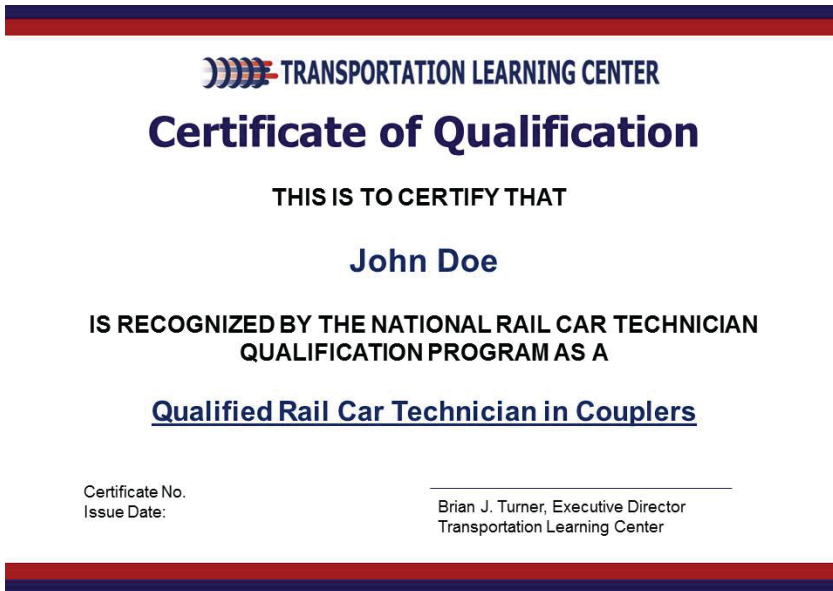 TRANSPORTATION LEARNING CENTER
Certificate of Qualification
THIS IS TO CERTIFY THAT
John Doe
IS RECOGNIZED BY THE NATIONAL RAIL CAR TECHNICIAN
QUALIFICATION PROGRAM AS A
Qualified Rail Car Technician in Couplers
Certificate No.
Issue Date:
Brian J. Turner, Executive Director
Transportation Learning Center